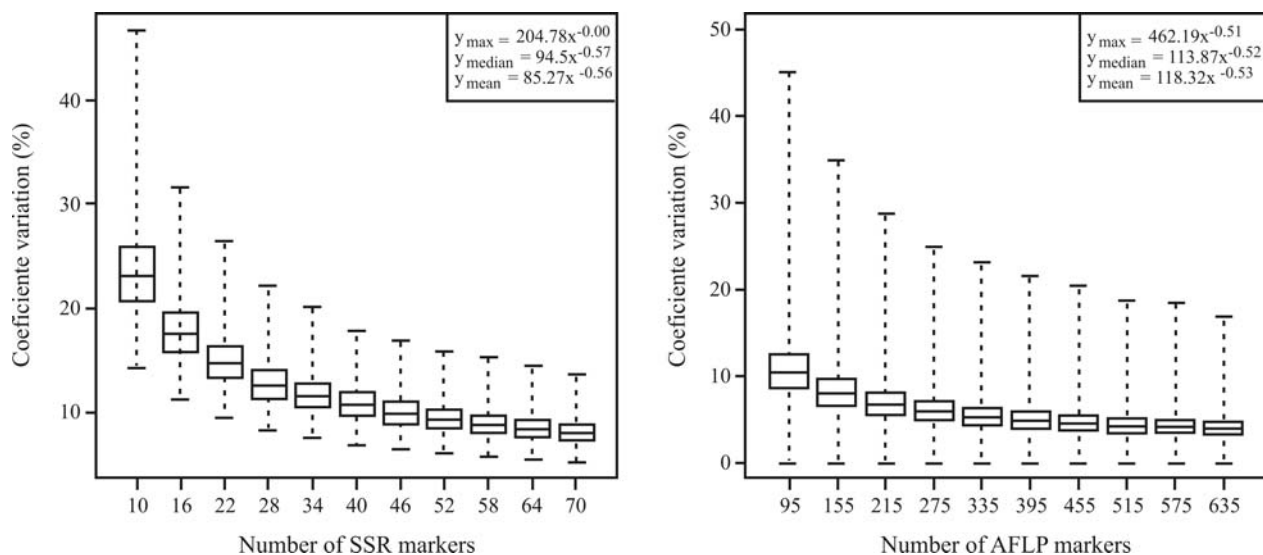 y max = 204.78x -0.00
y median = 94.5x -0.57
y mean = 85.27x -0.56
Coeficiente variation (%)
40
30
20
10
10 16 22 28 34 40 46 52 58 64 70
Number of SSR markers
y max = 462.19x -0.51
y median = 113.87x -0.52
y mean = 118.32x -0.53
Coeficiente variation (%)
50
40
30
20
10
0
95 155 215 275 335 395 455 515 575 635
Number of AFLP markers